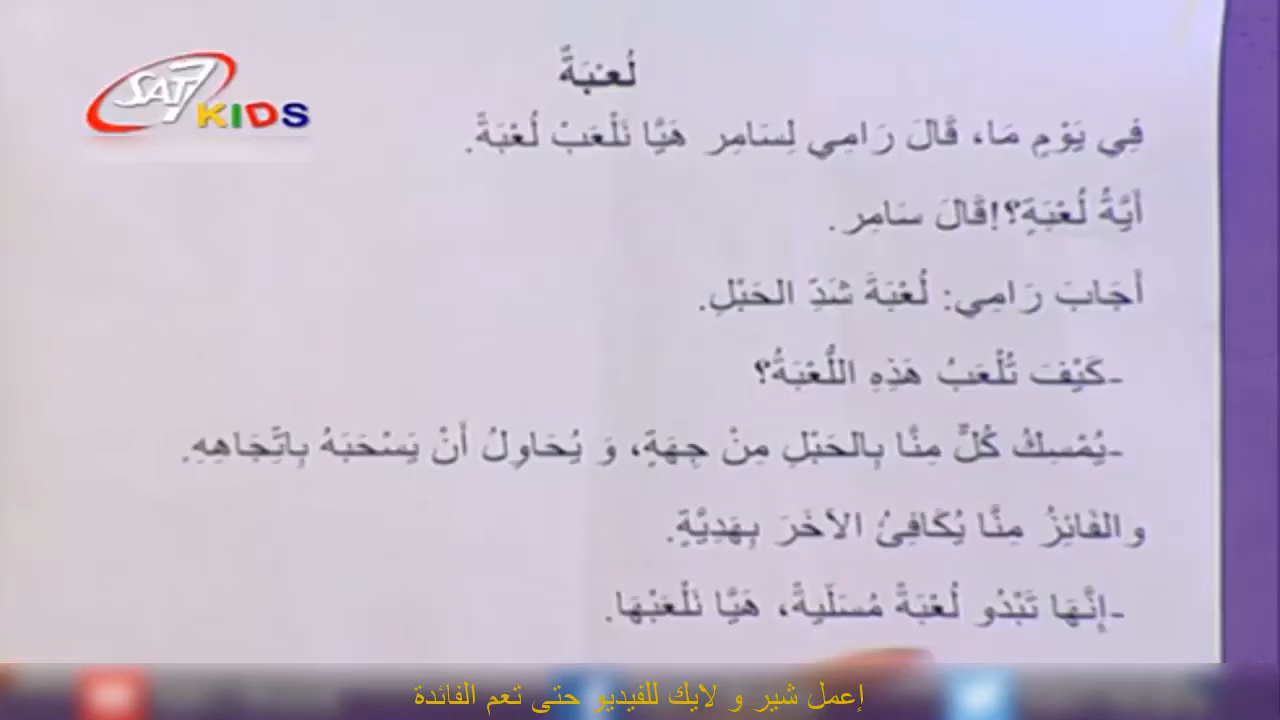 SAT7
KIDS
لُعْبَةٌ
فِي يَوْمٍ مَا، قَالَ رَامِي لِسَامِر هَيَّا نَلْعَبْ لُعْبَةً.
أَيَّةُ لُعْبَةٍ؟!قَالَ سَامِر.
أَجَابَ رَامِي: لُعْبَةَ شَدِّ الحَبْلِ.
-كَيْفَ تُلْعَبُ هَذِهِ اللُّعْبَةُ؟
-يُمْسِكُ كُلٌّ مِنَّا بِالحَبْلِ مِنْ جِهَةٍ، وَ يُحَاوِلُ أَنْ يَسْحَبَهُ بِاتِّجَاهِهِ.
والفَائِزُ مِنَّا يُكَافِئُ الآخَرَ بِهَدِيَّةٍ.
-إِنَّهَا تَبْدُو لُعْبَةً مُسَلِّيةً، هَيَّا نَلْعَبْهَا.
إعمل شير و لايك للفيديو حتى تعم الفائدة